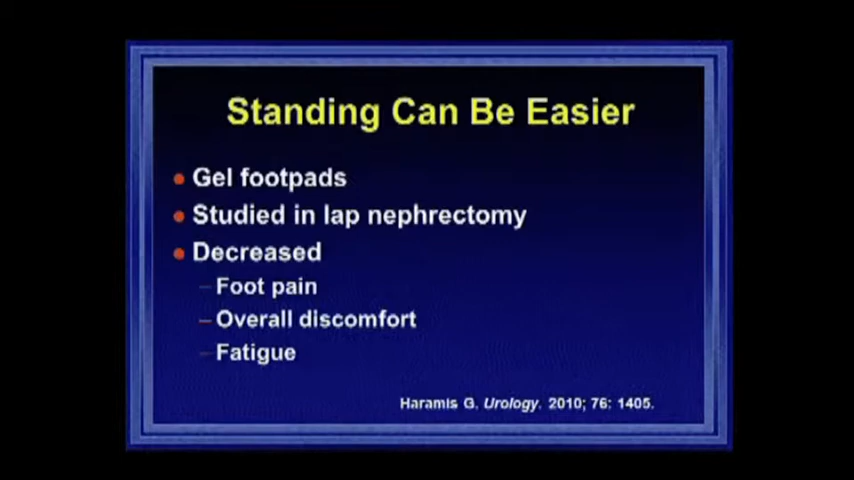 Standing Can Be Easier
• Gel footpads
• Studied in lap nephrectomy
• Decreased
– Foot pain
– Overall discomfort
– Fatigue
Haramis G, Urology. 2010; 76: 1405.